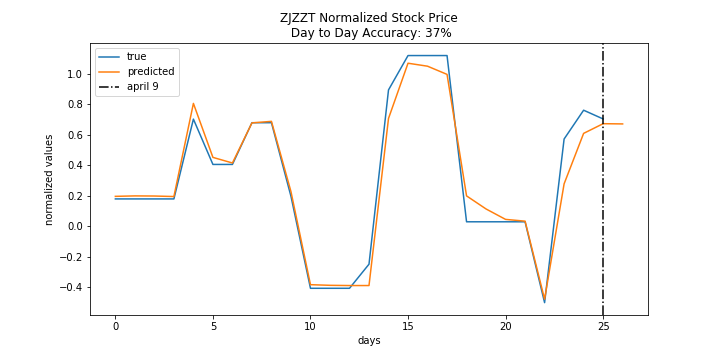 ZJZZT Normalized Stock Price
Day to Day Accuracy: 37%
true
predicted
april 9
normalized values
1.0
0.8
0.6
0.4
0.2
0.0
−0.2
−0.4
0
5
10
15
20
25
days